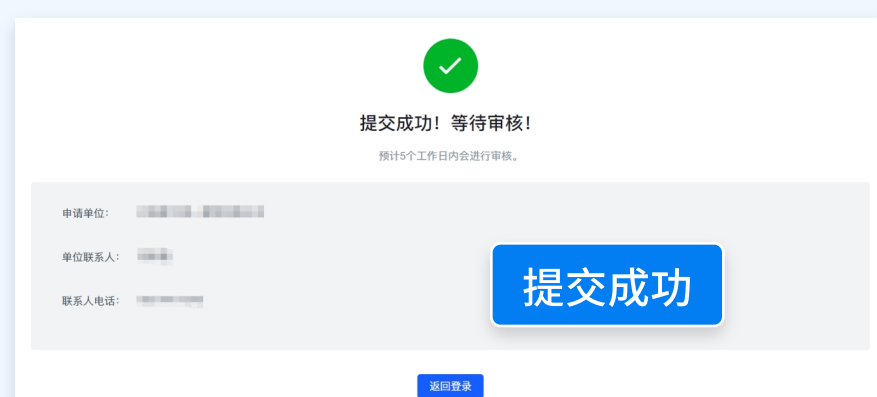 提交成功！等待审核！
预计5个工作日内会进行审核。
申请单位：
单位联系人：
联系人电话：
提交成功
返回登录